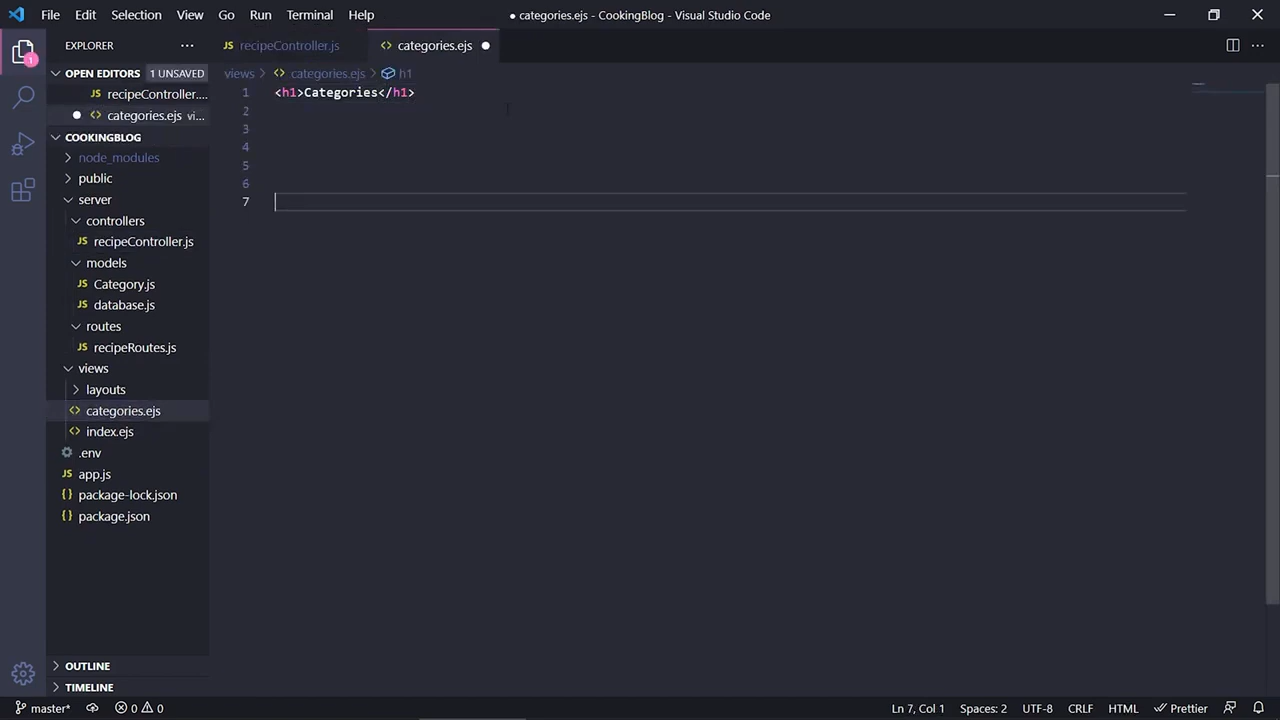 File Edit Selection View Go Run Terminal Help
● categories.ejs - CookingBlog - Visual Studio Code
EXPLORER
JS recipeController.js
categories.ejs
OPEN EDITORS 1 UNSAVED
views > categories.ejs > h1
JS recipeController....
categories.ejs vi...
COOKINGBLOG
node_modules
public
server
controllers
JS recipeController.js
models
JS Category.js
JS database.js
routes
JS recipeRoutes.js
views
layouts
categories.ejs
index.ejs
.env
JS app.js
{} package-lock.json
{} package.json
OUTLINE
TIMELINE
1 <h1>Categories</h1>
2
3
4
5
6
7
1
master* 0 0
Ln 7, Col 1 Spaces: 2 UTF-8 CRLF HTML Prettier